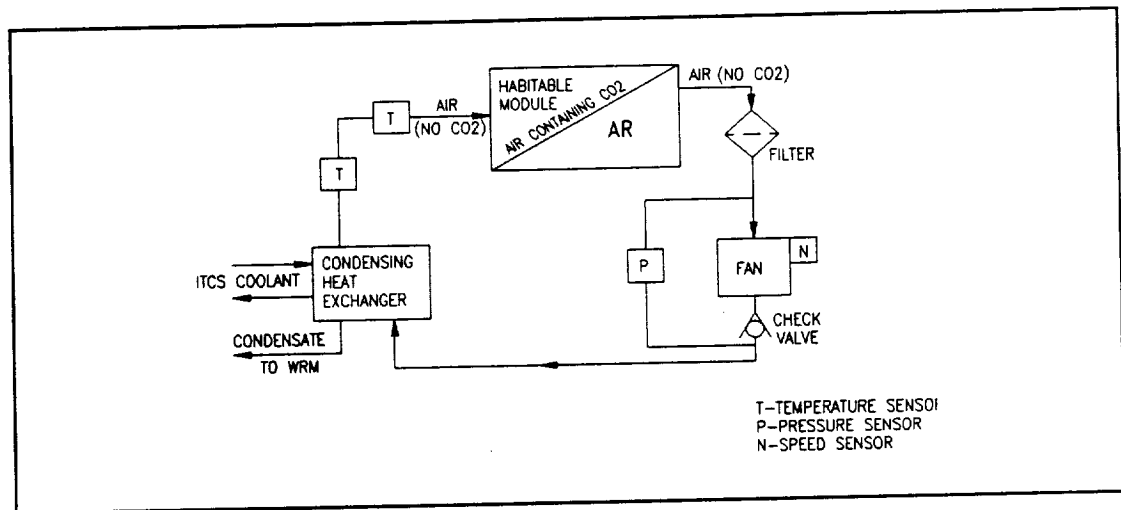 HABITABLE
MODULE
AIR CONTAINING CO2
AR
AIR (NO CO2)
T
AIR
(NO CO2)
FILTER
T
P
FAN
N
CONDENSING
HEAT
EXCHANGER
ITCS COOLANT
CHECK
VALVE
CONDENSATE
TO WRM
T-TEMPERATURE SENSOI
P-PRESSURE SENSOR
N-SPEED SENSOR